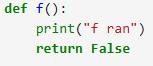 def f():
    print("f ran")
    return False